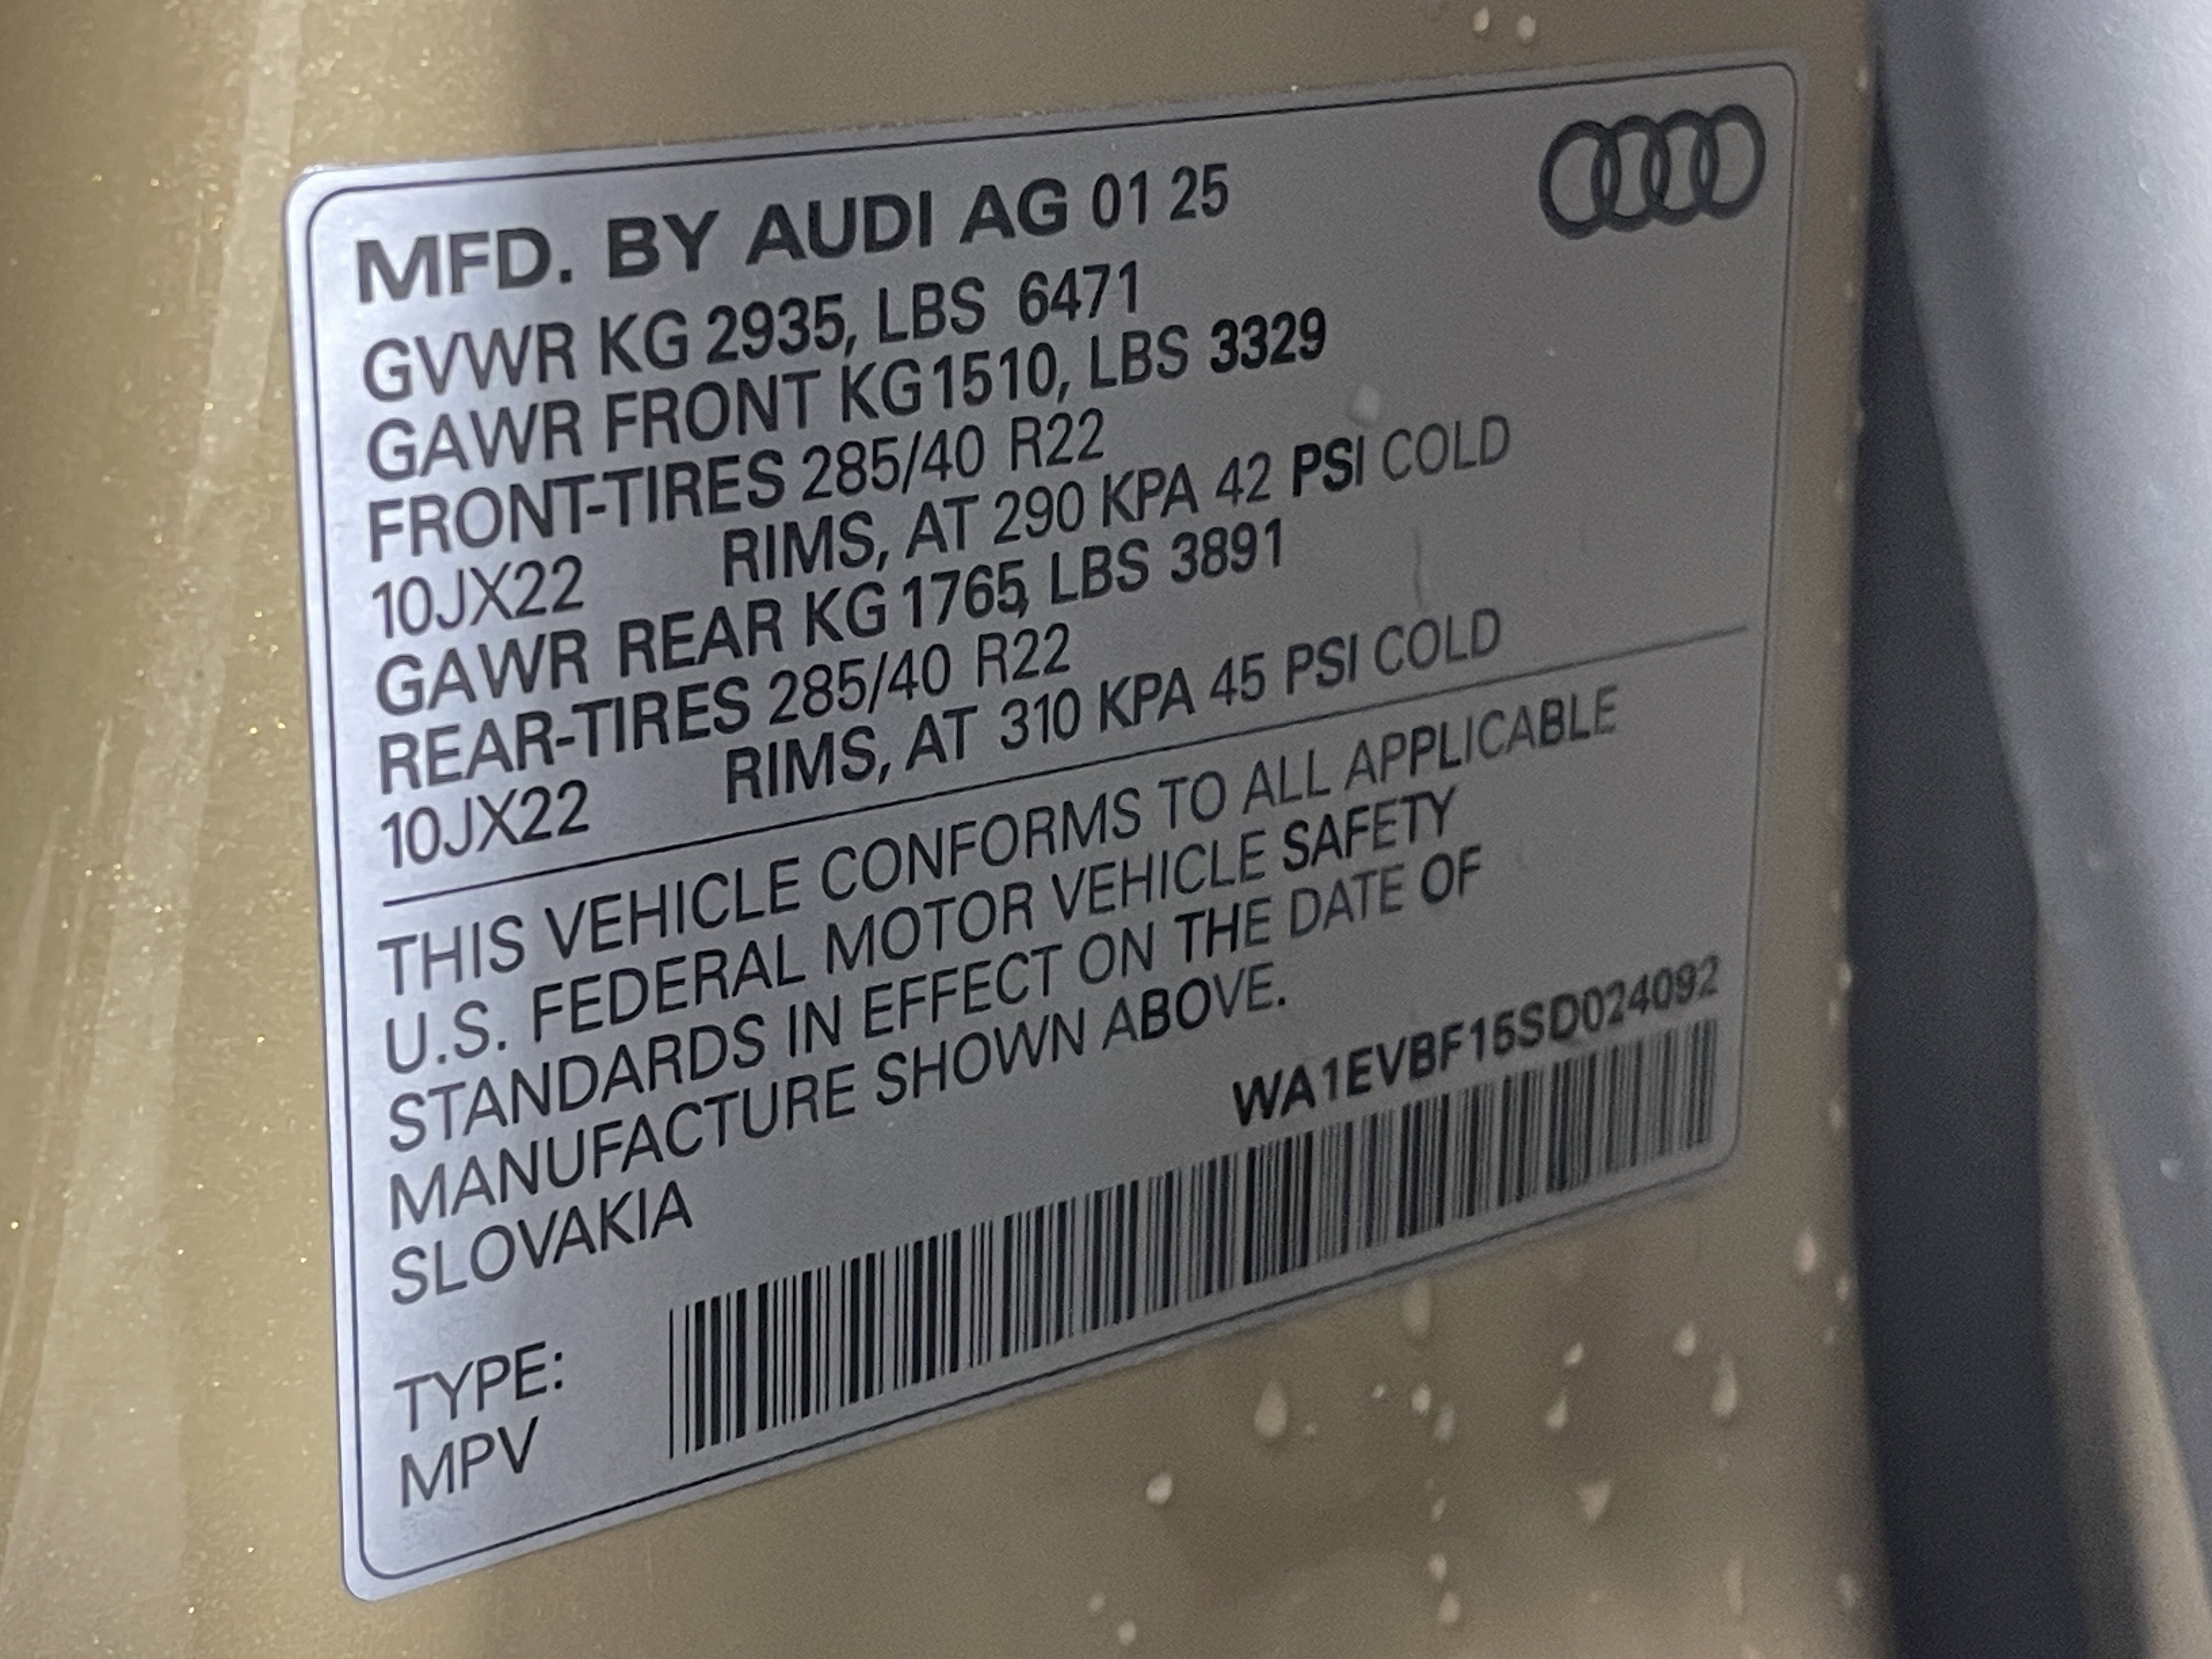 MFD. BY AUDI AG 01 25
GVWR KG 2935, LBS 6471
GAWR FRONT KG 1510, LBS 3329
FRONT-TIRES 285/40 R22
10JX22 RIMS, AT 290 KPA 42 PSI COLD
GAWR REAR KG 1765, LBS 3891
REAR-TIRES 285/40 R22
10JX22 RIMS, AT 310 KPA 45 PSI COLD
THIS VEHICLE CONFORMS TO ALL APPLICABLE
U.S. FEDERAL MOTOR VEHICLE SAFETY
STANDARDS IN EFFECT ON THE DATE OF
MANUFACTURE SHOWN ABOVE.
SLOVAKIA
WA1EVBF15SD024092
TYPE:
MPV